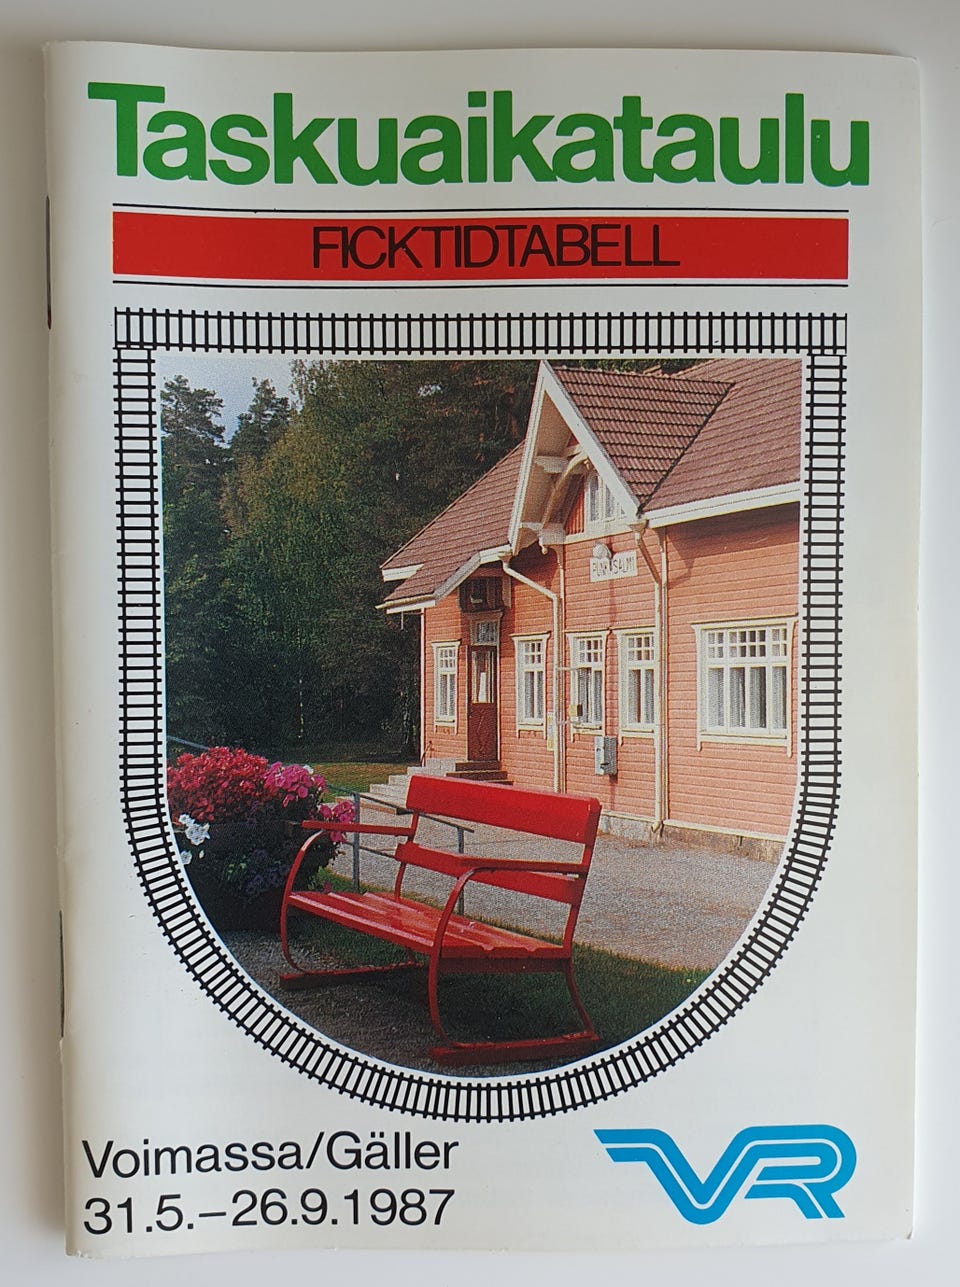 Taskuaikataulu
FICKTIDTABELL
Voimassa/Gäller
31.5.–26.9.1987
VR